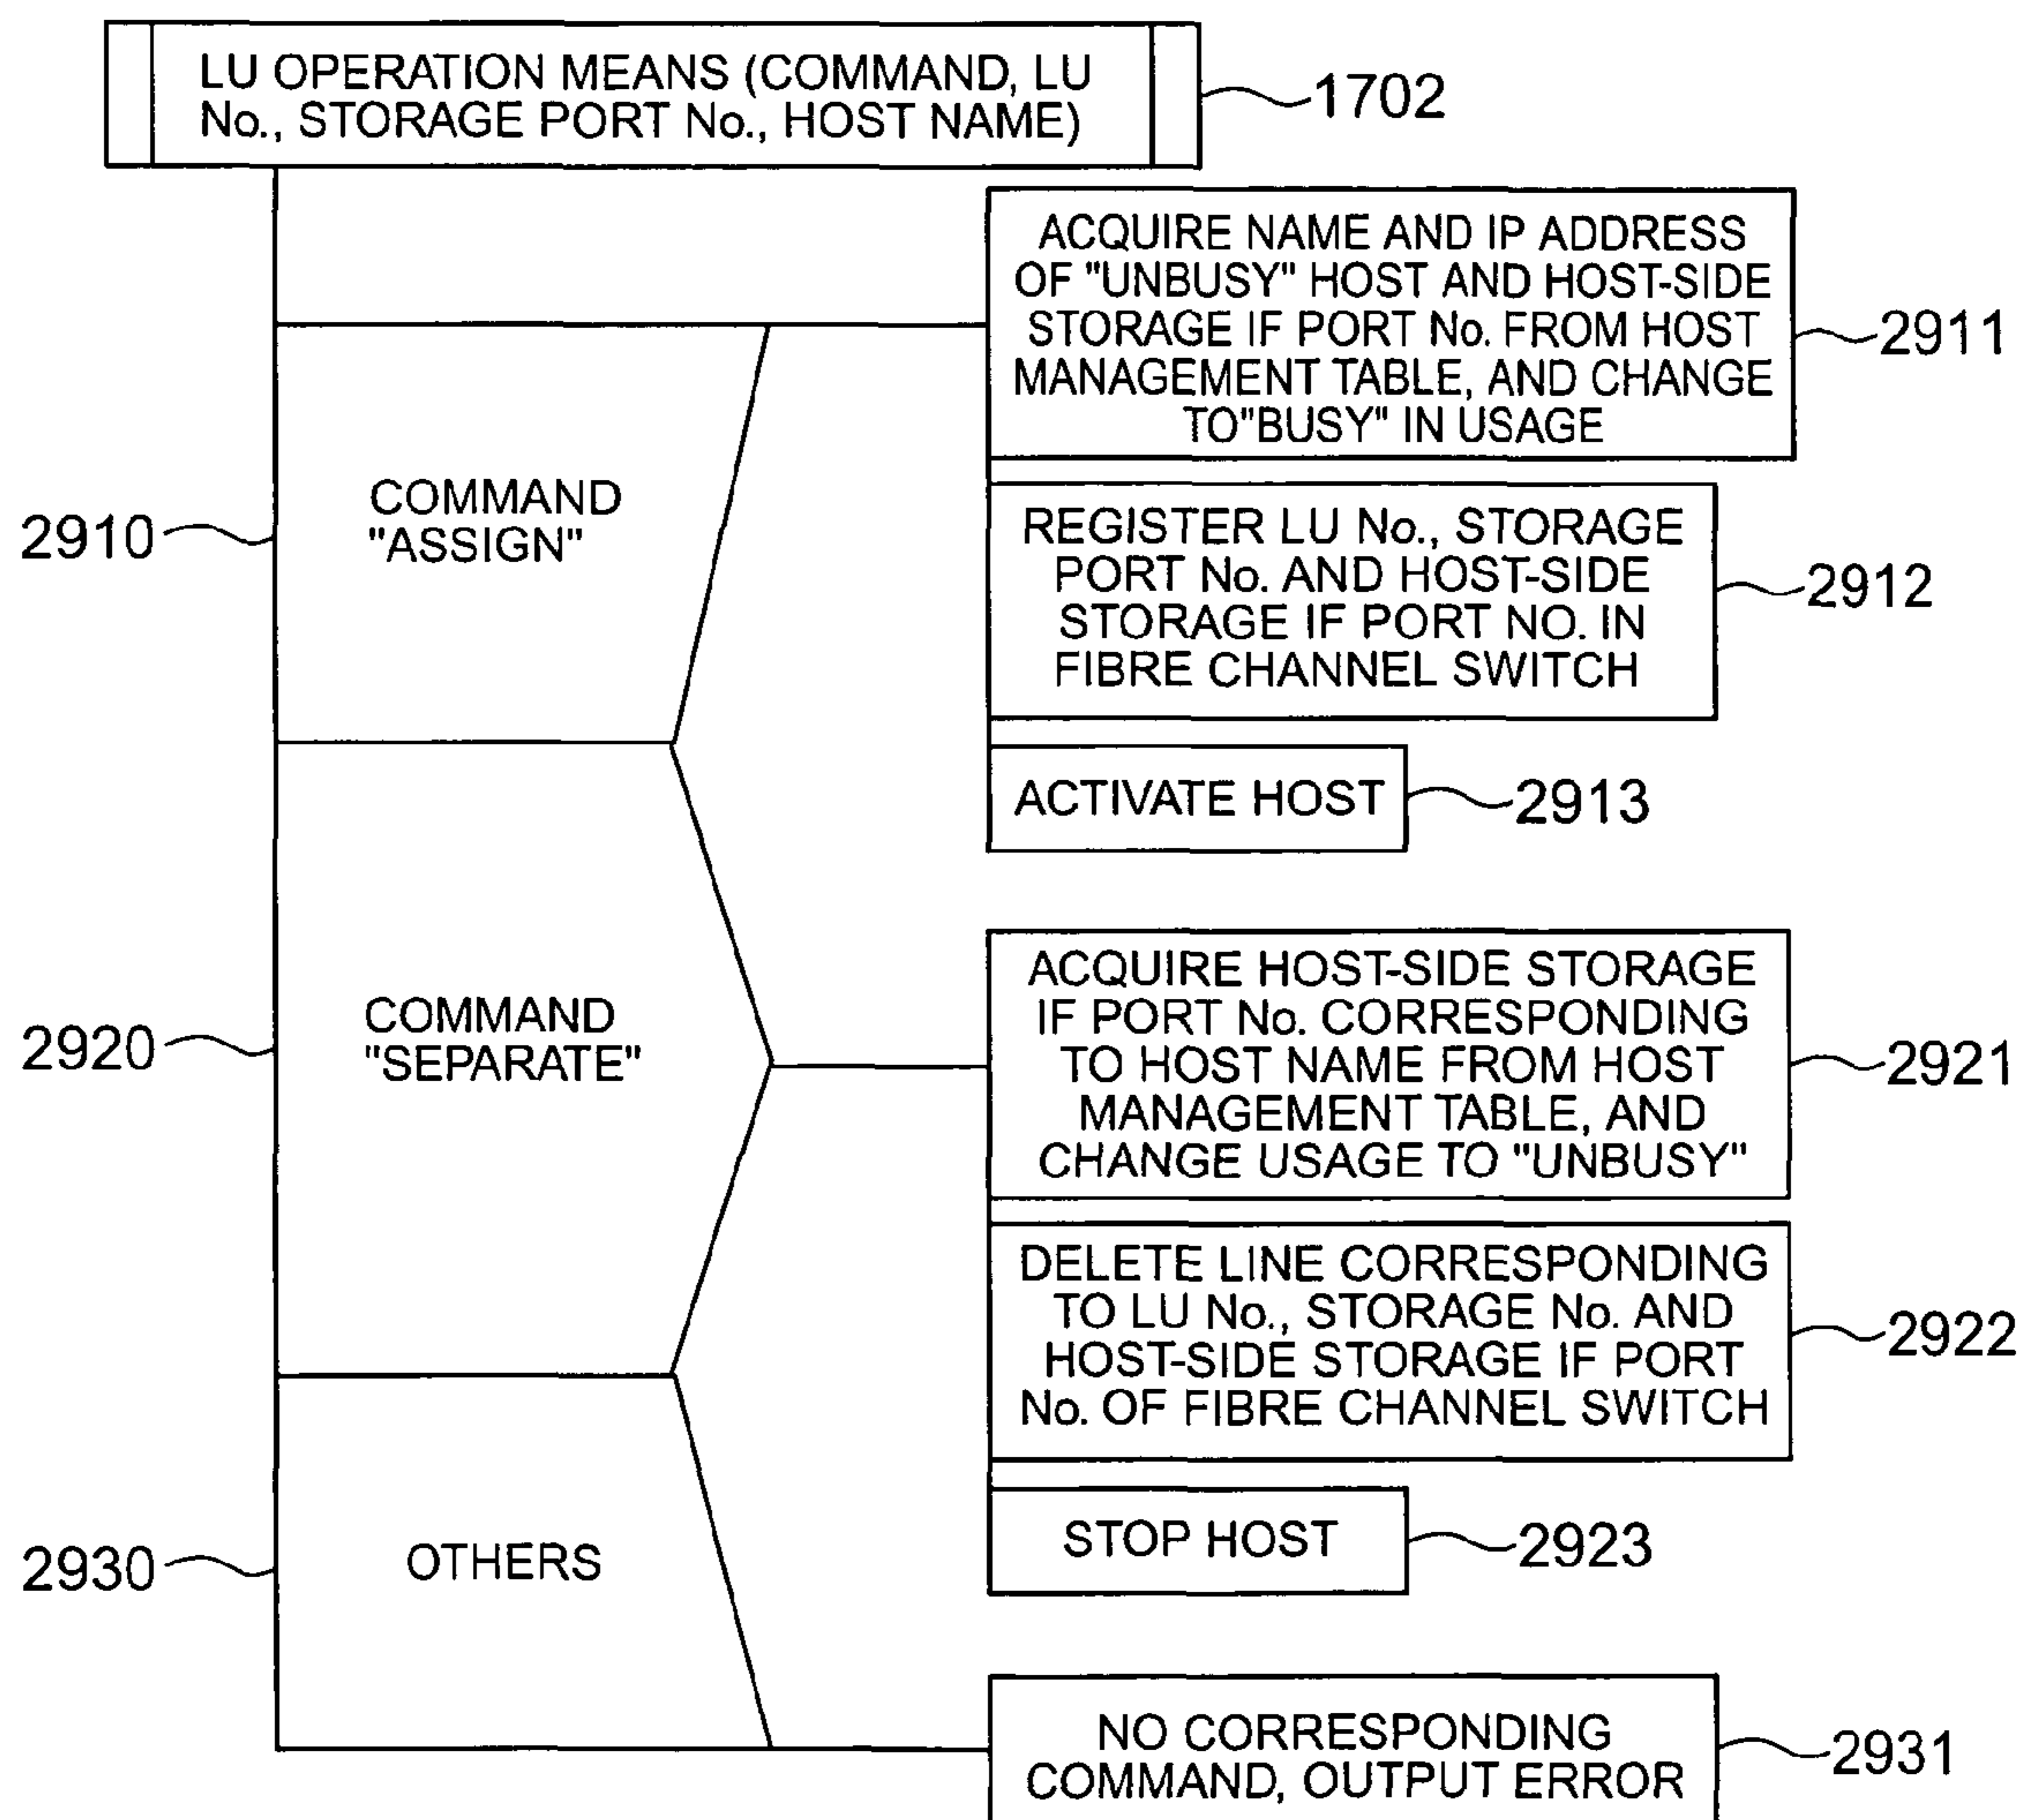 LU OPERATION MEANS (COMMAND, LU
No., STORAGE PORT No., HOST NAME)
1702
ACQUIRE NAME AND IP ADDRESS
OF "UNBUSY" HOST AND HOST-SIDE
STORAGE IF PORT No. FROM HOST
MANAGEMENT TABLE, AND CHANGE
TO"BUSY" IN USAGE
2911
2910
COMMAND
"ASSIGN"
REGISTER LU No., STORAGE
PORT No. AND HOST-SIDE
STORAGE IF PORT NO. IN
FIBRE CHANNEL SWITCH
2912
ACTIVATE HOST
2913
2920
COMMAND
"SEPARATE"
ACQUIRE HOST-SIDE STORAGE
IF PORT No. CORRESPONDING
TO HOST NAME FROM HOST
MANAGEMENT TABLE, AND
CHANGE USAGE TO "UNBUSY"
2921
DELETE LINE CORRESPONDING
TO LU No., STORAGE No. AND
HOST-SIDE STORAGE IF PORT
No. OF FIBRE CHANNEL SWITCH
2922
STOP HOST
2923
2930
OTHERS
NO CORRESPONDING
COMMAND, OUTPUT ERROR
2931